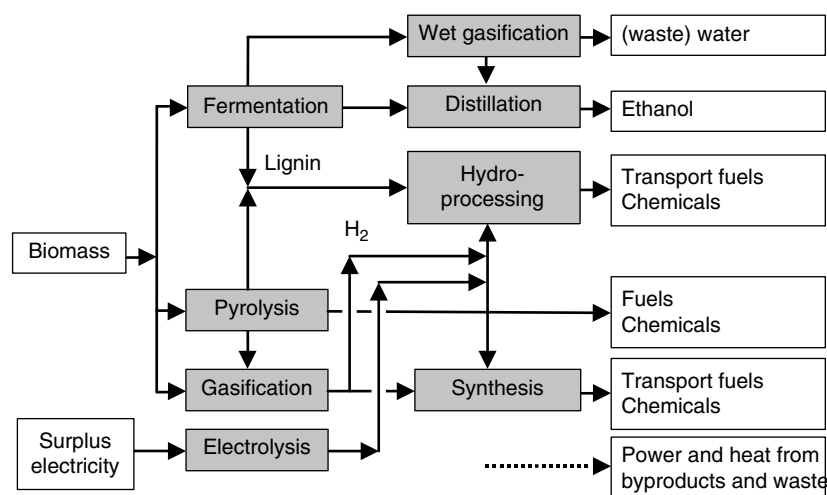 Wet gasification
(waste) water
Fermentation
Distillation
Ethanol
Lignin
Hydro-
processing
Transport fuels
Chemicals
H₂
Biomass
Pyrolysis
Fuels
Chemicals
Gasification
Synthesis
Transport fuels
Chemicals
Surplus
electricity
Electrolysis
Power and heat from
byproducts and waste